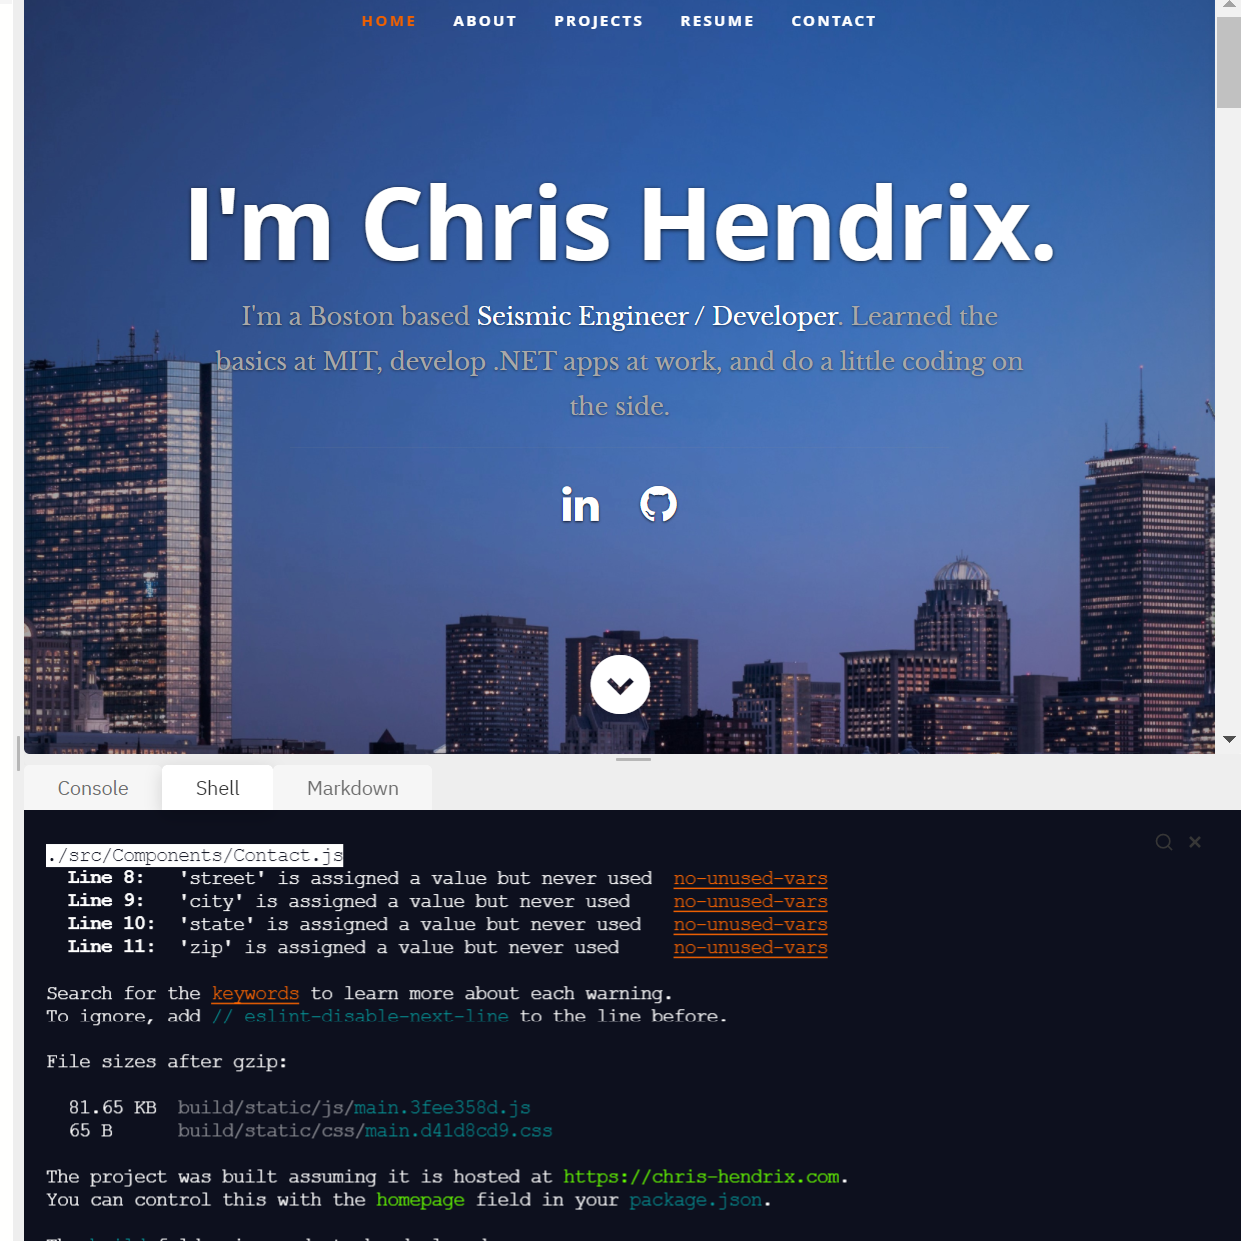 HOME ABOUT PROJECTS RESUME CONTACT
I'm Chris Hendrix.
I'm a Boston based Seismic Engineer / Developer. Learned the
basics at MIT, develop .NET apps at work, and do a little coding on
the side.
in
Console Shell Markdown
./src/Components/Contact.js
Line 8: 'street' is assigned a value but never used no-unused-vars
Line 9: 'city' is assigned a value but never used no-unused-vars
Line 10: 'state' is assigned a value but never used no-unused-vars
Line 11: 'zip' is assigned a value but never used no-unused-vars
Search for the keywords to learn more about each warning.
To ignore, add // eslint-disable-next-line to the line before.
File sizes after gzip:
81.65 KB build/static/js/main.3fee358d.js
65 B build/static/css/main.d41d8cd9.css
The project was built assuming it is hosted at https://chris-hendrix.com.
You can control this with the homepage field in your package.json.